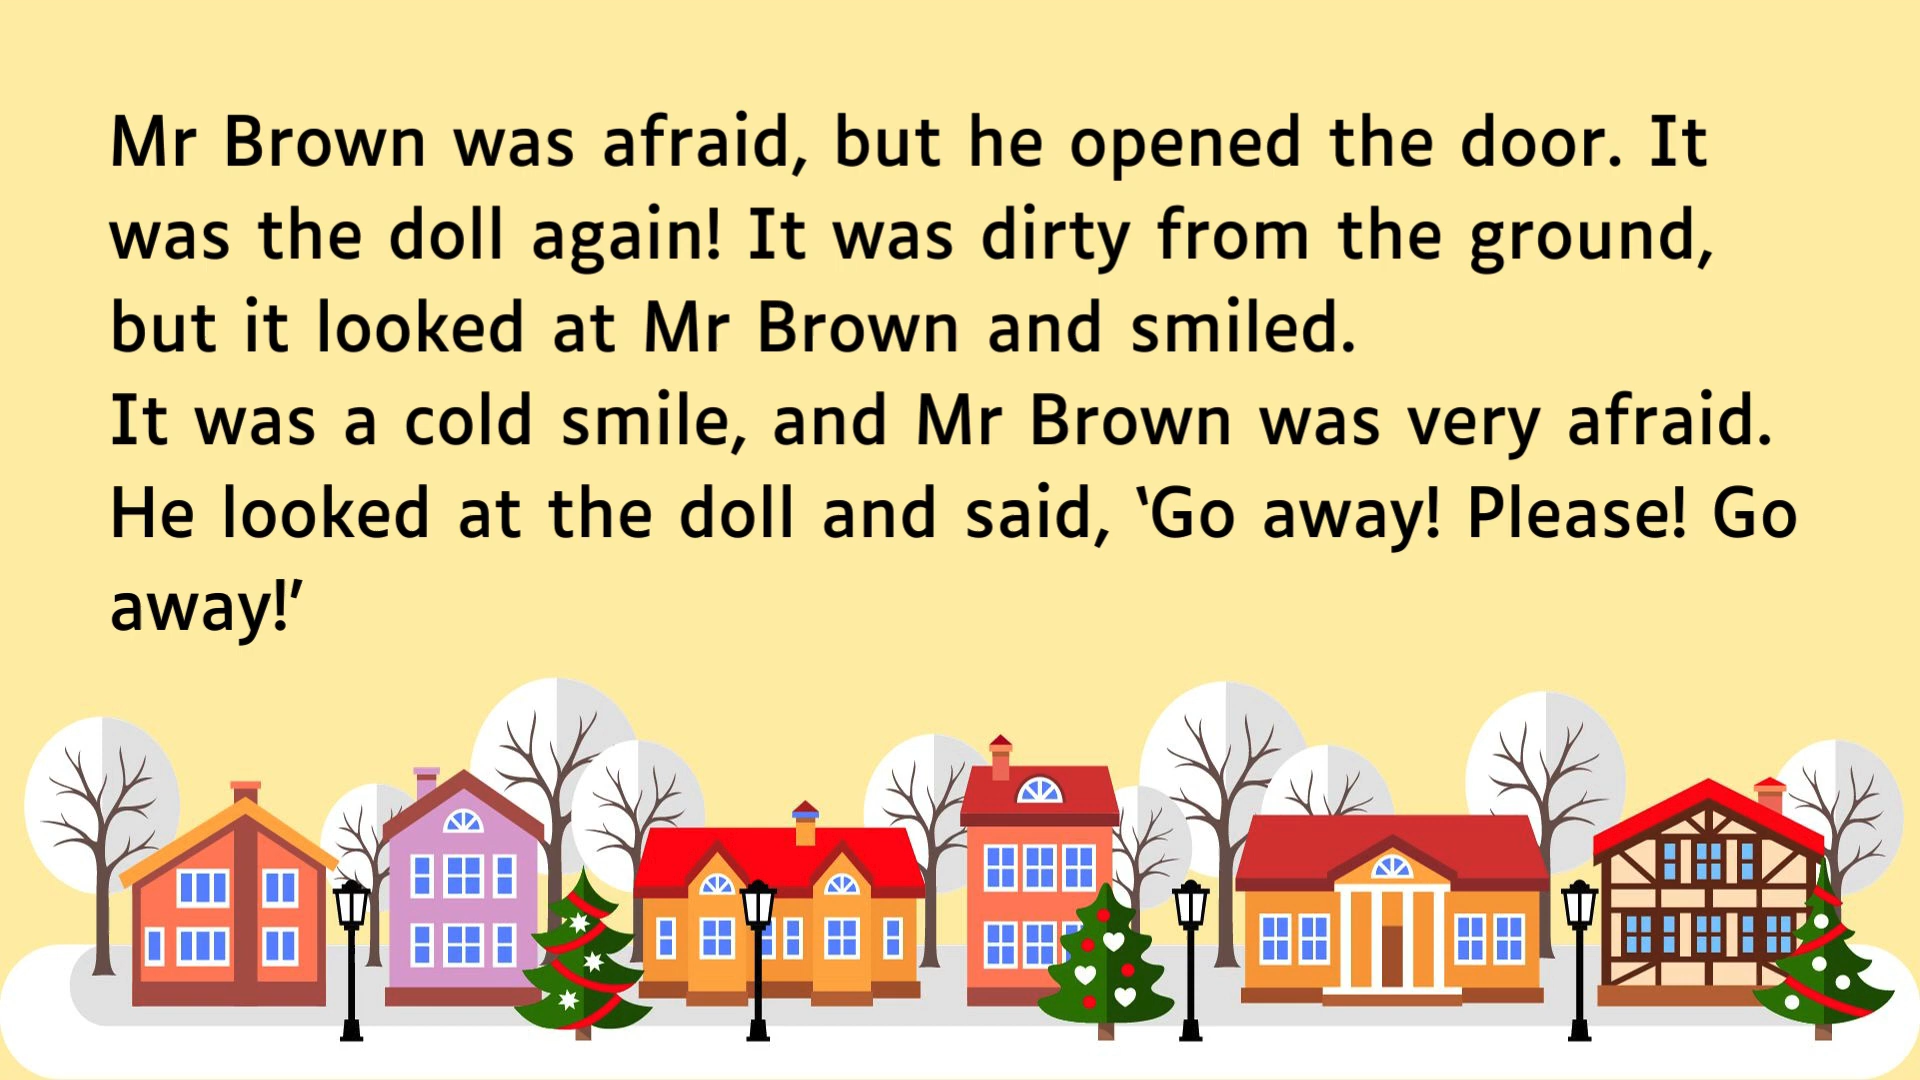 Mr Brown was afraid, but he opened the door. It
was the doll again! It was dirty from the ground,
but it looked at Mr Brown and smiled.
It was a cold smile, and Mr Brown was very afraid.
He looked at the doll and said, ‘Go away! Please! Go
away!’